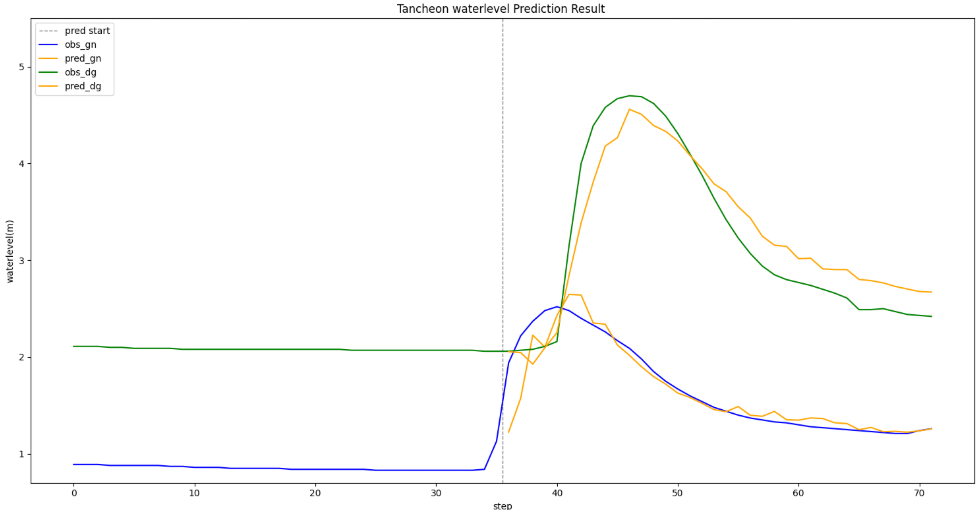 Tancheon waterlevel Prediction Result
pred start
obs_gn
pred_gn
obs_dg
pred_dg
waterlevel(m)
5
4
3
2
1
0 10 20 30 40 50 60 70
step